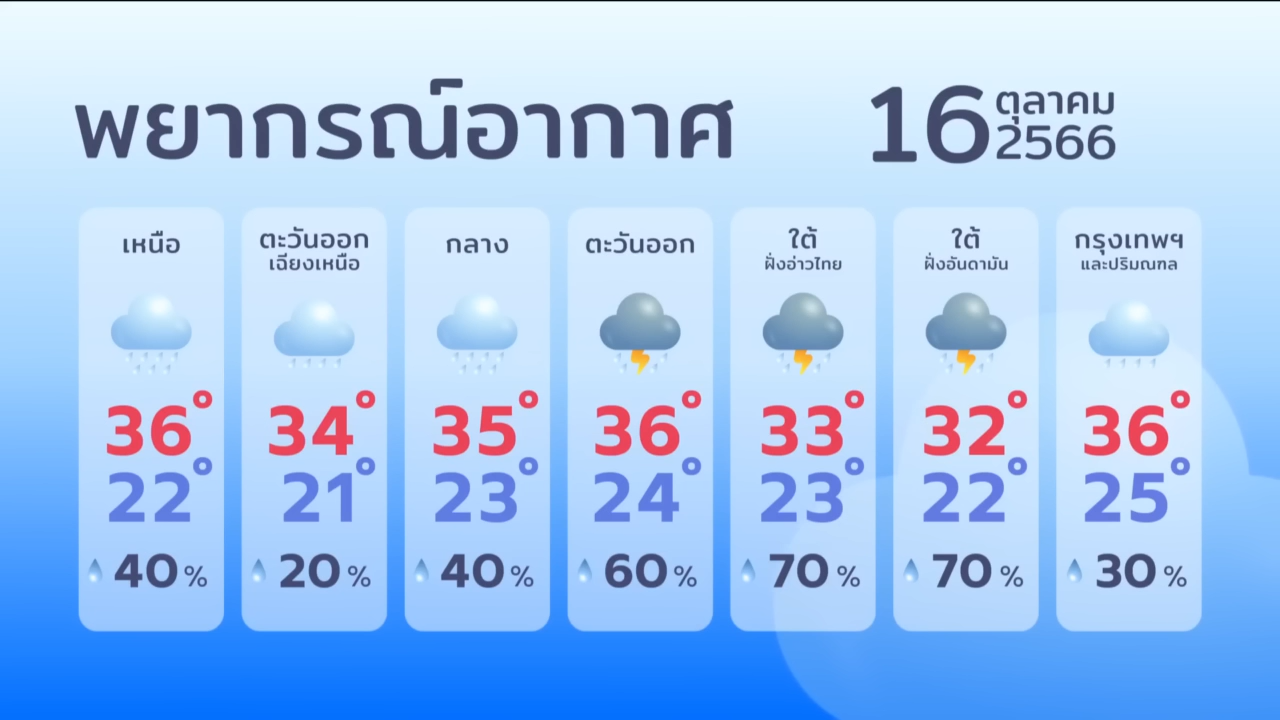 พยากรณ์อากาศ
16 ตุลาคม
2566
เหนือ
36°
22°
40%
ตะวันออก
เฉียงเหนือ
34°
21°
20%
กลาง
35°
23°
40%
ตะวันออก
36°
24°
60%
ใต้
ฝั่งอ่าวไทย
33°
23°
70%
ใต้
ฝั่งอันดามัน
32°
22°
70%
กรุงเทพฯ
และปริมณฑล
36°
25°
30%